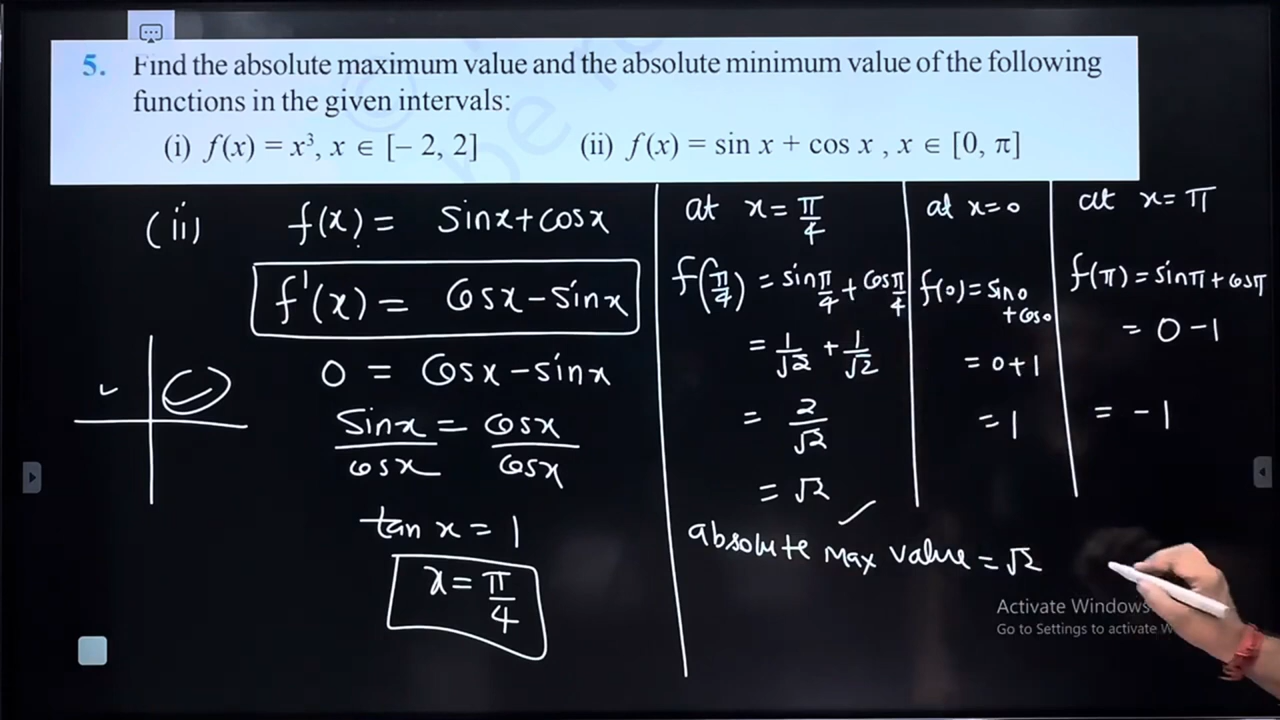 5. Find the absolute maximum value and the absolute minimum value of the following
functions in the given intervals:
(i) f(x) = x³, x ∈ [– 2, 2] (ii) f(x) = sin x + cos x , x ∈ [0, π]
(ii) f(x) = sinx+cosx
f'(x) = cosx-sinx
0 = cosx-sinx
sinx/cosx = cosx/cosx
tan x = 1
x = π/4
at x = π/4
f(π/4) = sinπ/4 + cosπ/4
= 1/√2 + 1/√2
= 2/√2
= √2
at x=0
f(0) = sin0
+cos0
= 0+1
= 1
at x = π
f(π) = sinπ + cosπ
= 0-1
= -1
absolute max value = √2
Activate Windows
Go to Settings to activate W